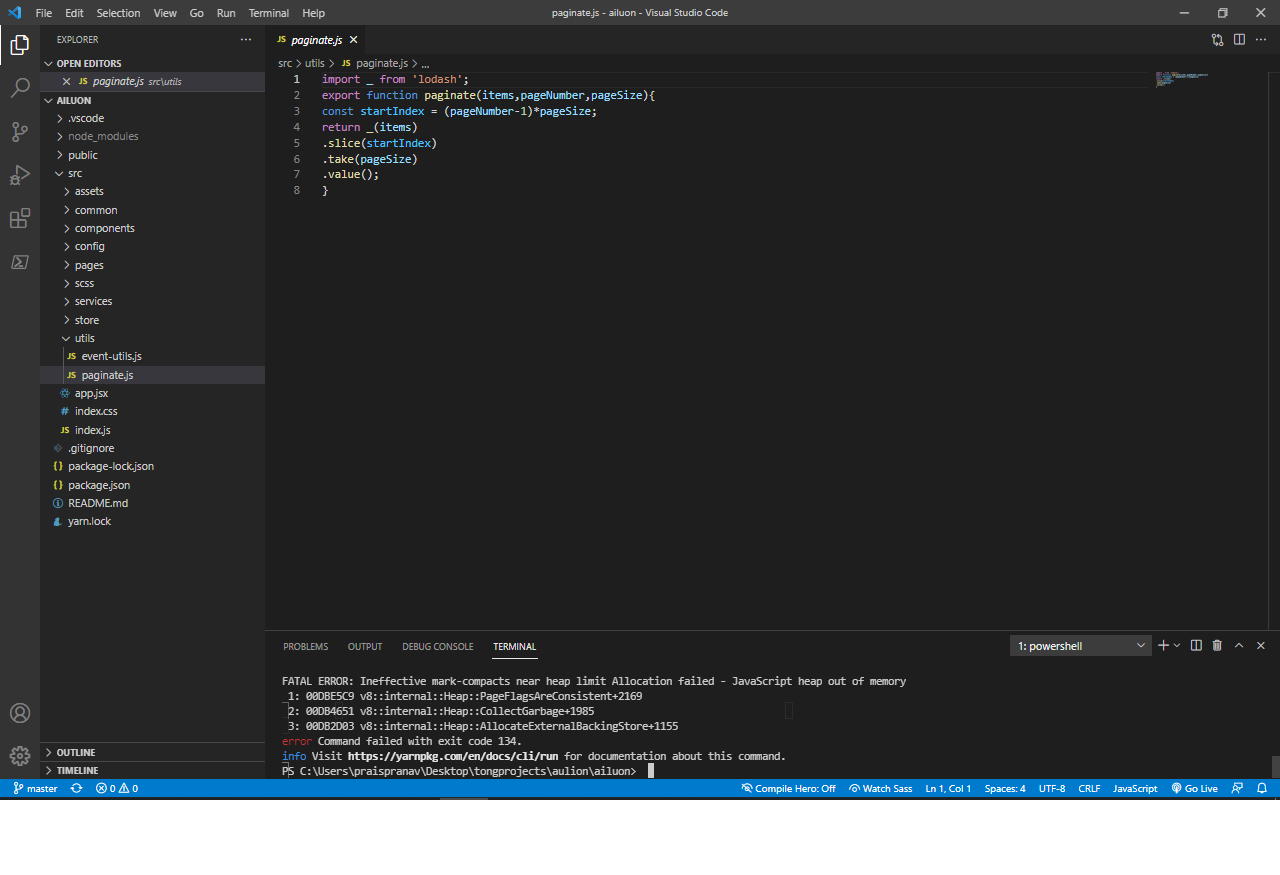 File Edit Selection View Go Run Terminal Help
paginate.js - ailuon - Visual Studio Code
EXPLORER
OPEN EDITORS
JS paginate.js src\utils
AILUON
.vscode
node_modules
public
src
assets
common
components
config
pages
scss
services
store
utils
JS event-utils.js
JS paginate.js
app.jsx
# index.css
JS index.js
.gitignore
{} package-lock.json
{} package.json
README.md
yarn.lock
OUTLINE
TIMELINE
JS paginate.js
src > utils > JS paginate.js > ...
1 import _ from 'lodash';
2 export function paginate(items,pageNumber,pageSize){
3 const startIndex = (pageNumber-1)*pageSize;
4 return _(items)
5 .slice(startIndex)
6 .take(pageSize)
7 .value();
8 }
PROBLEMS OUTPUT DEBUG CONSOLE TERMINAL
1: powershell
FATAL ERROR: Ineffective mark-compacts near heap limit Allocation failed - JavaScript heap out of memory
1: 00DBE5C9 v8::internal::Heap::PageFlagsAreConsistent+2169
2: 00DB4651 v8::internal::Heap::CollectGarbage+1985
3: 00DB2D03 v8::internal::Heap::AllocateExternalBackingStore+1155
error Command failed with exit code 134.
info Visit https://yarnpkg.com/en/docs/cli/run for documentation about this command.
PS C:\Users\praispranav\Desktop\tongprojects\aulion\ailuon>
master 0 0 Compile Hero: Off Watch Sass Ln 1, Col 1 Spaces: 4 UTF-8 CRLF JavaScript Go Live